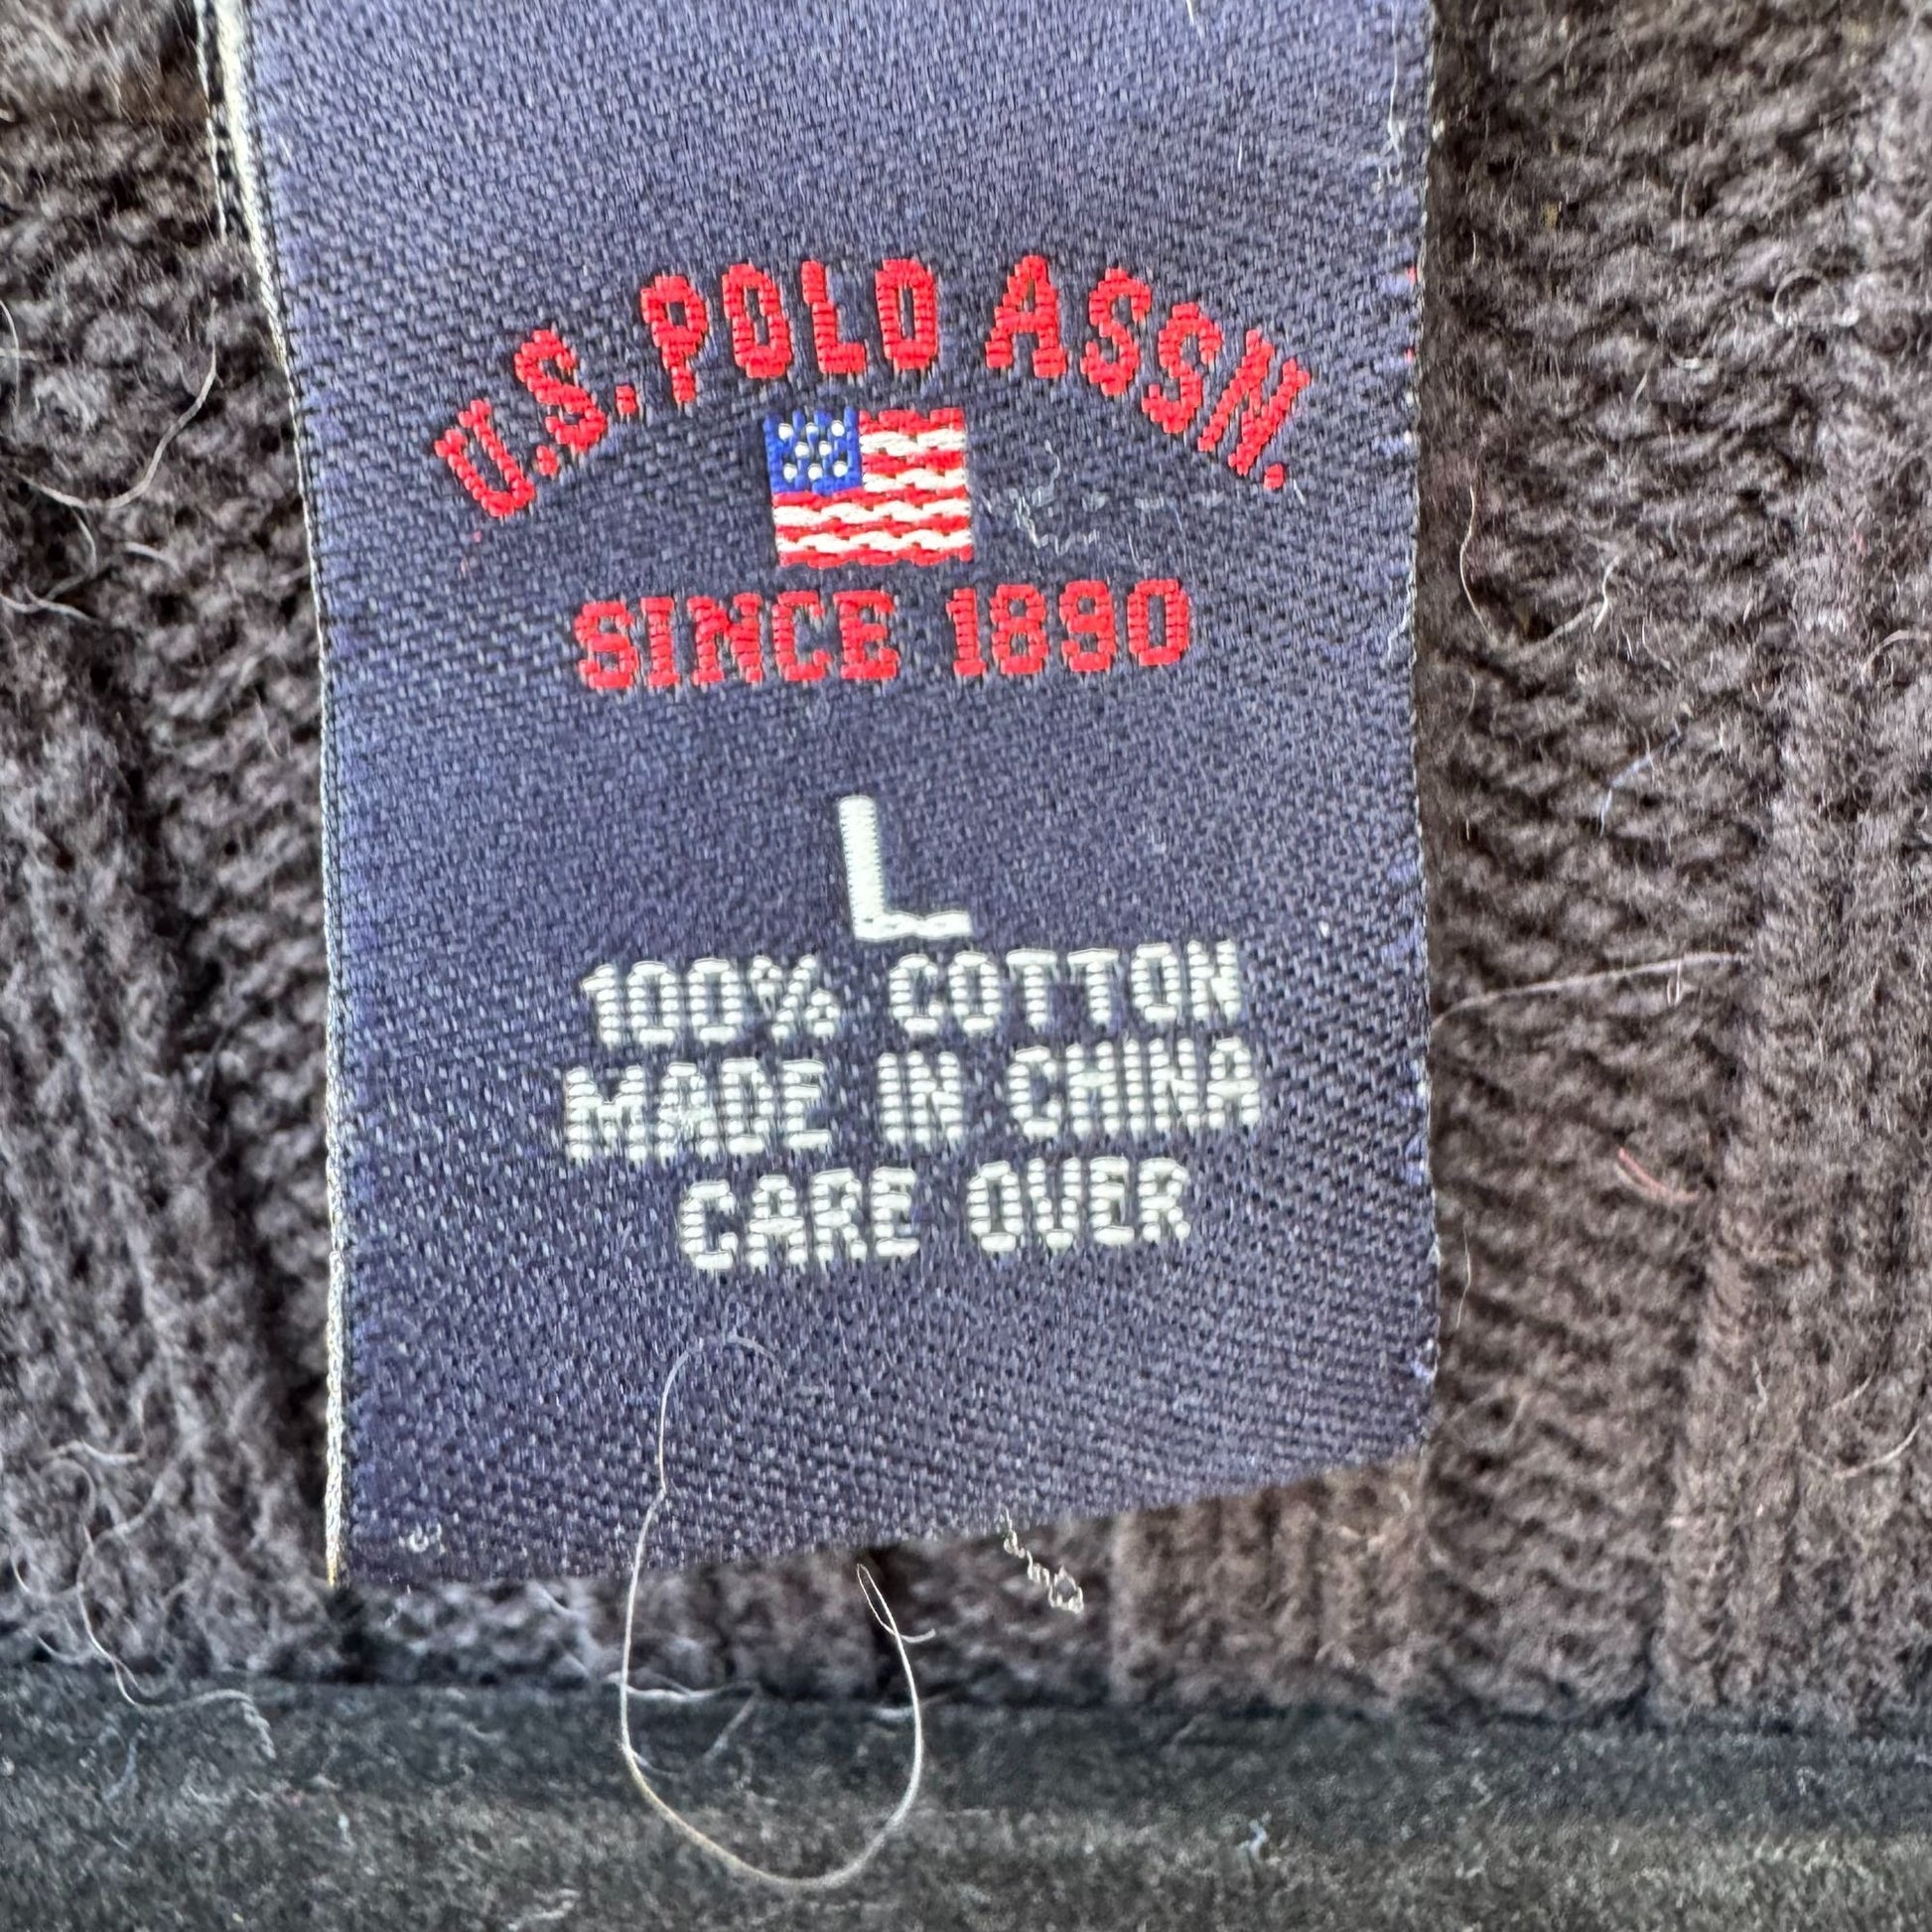 U.S. POLO ASSN.
SINCE 1890
L
100% COTTON
MADE IN CHINA
CARE OVER